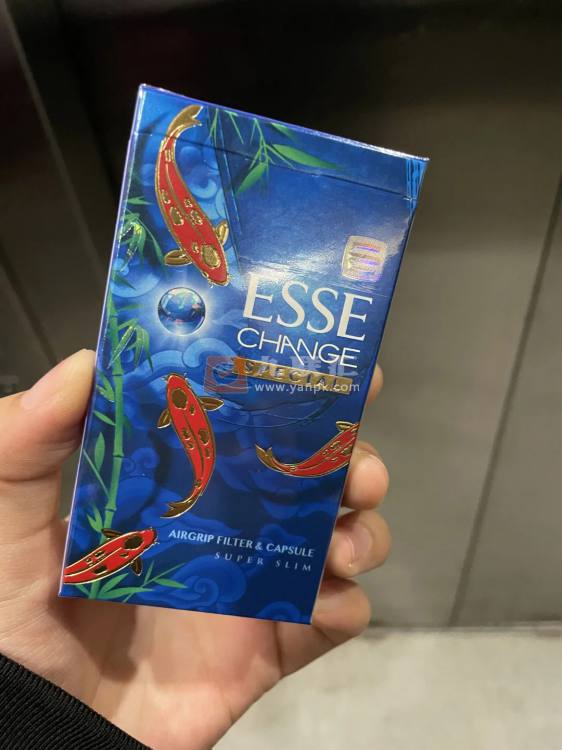 ESSE
CHANGE
SPECIAL
www.yanpk.com
AIRGRIP FILTER & CAPSULE
SUPER SLIM